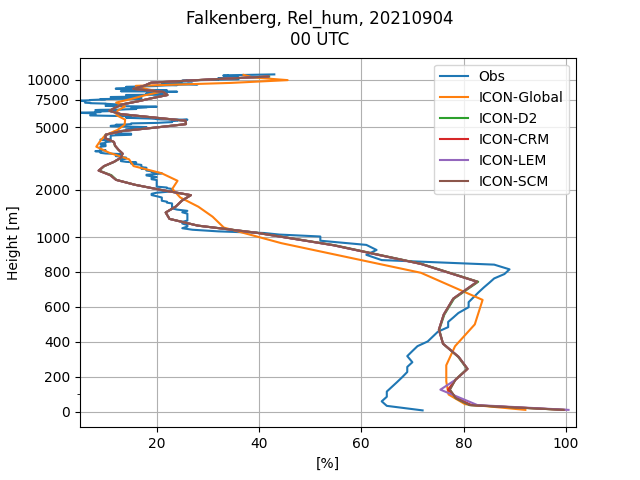 Falkenberg, Rel_hum, 20210904
00 UTC
Obs
ICON-Global
ICON-D2
ICON-CRM
ICON-LEM
ICON-SCM
Height [m]
10000
7500
5000
2000
1000
800
600
400
200
0
20
40
60
80
100
[%]